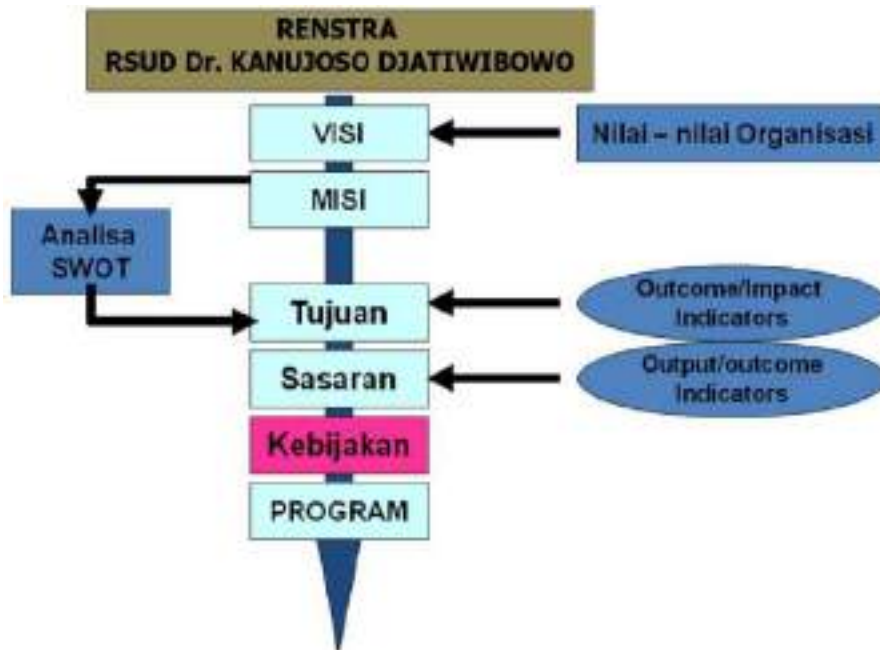 RENSTRA
RSUD Dr. KANUJOSO DJATIWIBOWO
VISI
Nilai – nilai Organisasi
MISI
Analisa
SWOT
Tujuan
Outcome/Impact
Indicators
Sasaran
Output/outcome
Indicators
Kebijakan
PROGRAM